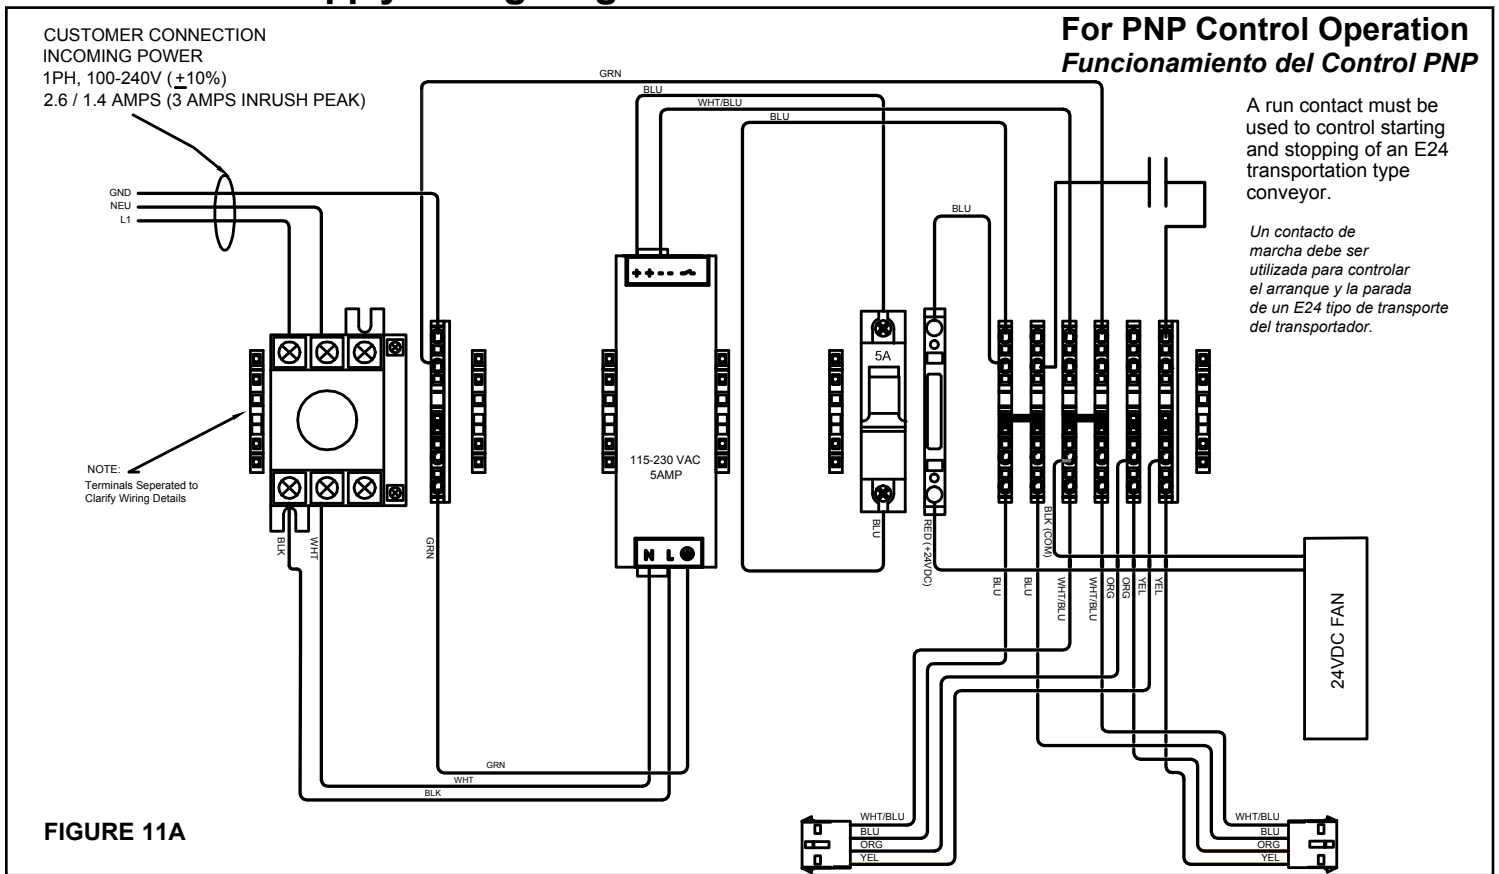 For PNP Control Operation
Funcionamiento del Control PNP
CUSTOMER CONNECTION
INCOMING POWER
1PH, 100-240V (±10%)
2.6 / 1.4 AMPS (3 AMPS INRUSH PEAK)
A run contact must be
used to control starting
and stopping of an E24
transportation type
conveyor.
Un contacto de
marcha debe ser
utilizada para controlar
el arranque y la parada
de un E24 tipo de transporte
del transportador.
GRN
BLU
WHT/BLU
BLU
GND
NEU
L1
BLU
++-- 
5A
115-230 VAC
5AMP
NOTE:
Terminals Seperated to
Clarify Wiring Details
N L
BLK
WHT
GRN
BLU
RED (+24VDC)
BLK (COM)
BLU
BLU
WHT/BLU
WHT/BLU
ORG
ORG
YEL
YEL
24VDC FAN
GRN
WHT
BLK
FIGURE 11A
WHT/BLU
BLU
ORG
YEL
WHT/BLU
BLU
ORG
YEL